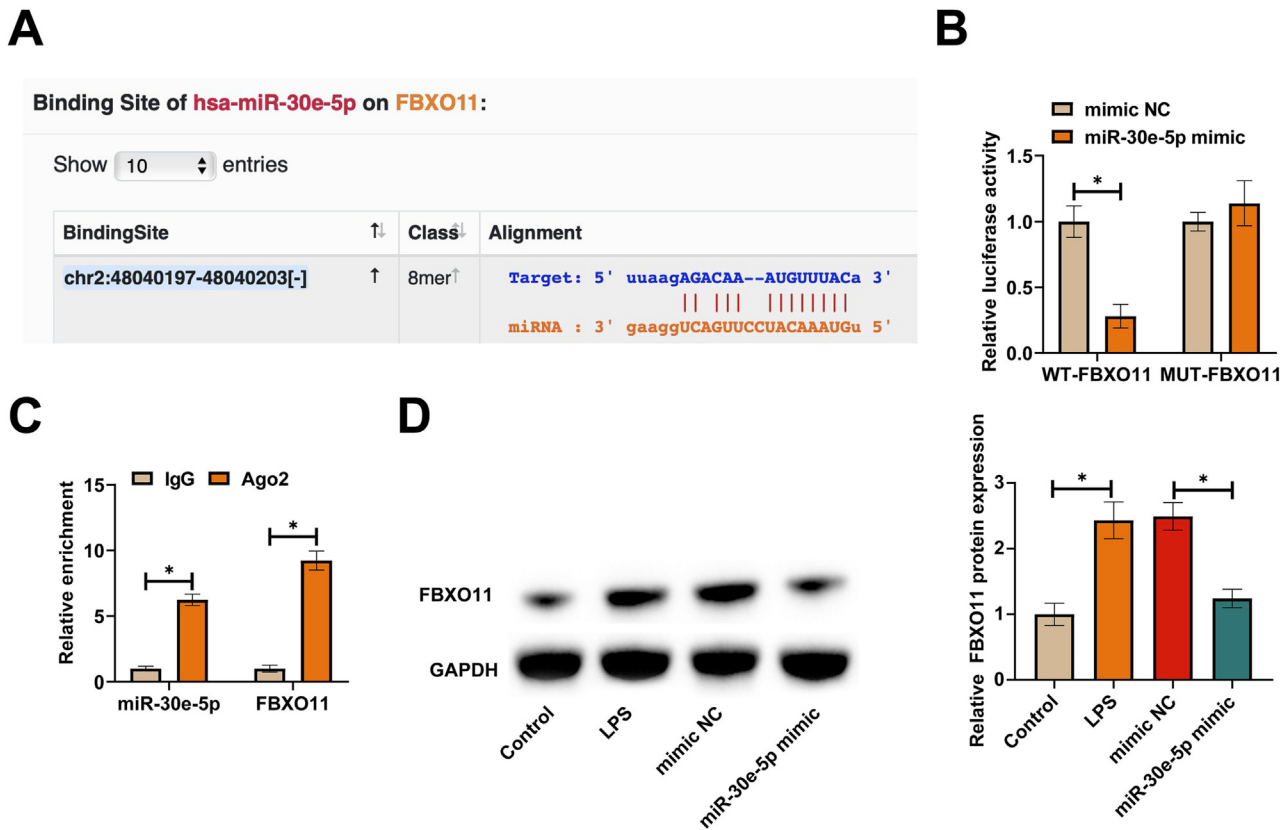 A
Binding Site of hsa-miR-30e-5p on FBXO11:
Show 10 entries
BindingSite Class Alignment
chr2:48040197-48040203[-] 8mer Target: 5' uuaagAGACAA--AUGUUUACa 3'
miRNA : 3' gaaggUCAGUUCCUACAAAUGu 5'
B
mimic NC
miR-30e-5p mimic
Relative luciferase activity
1.5
1.0
0.5
0.0
*
WT-FBXO11 MUT-FBXO11
C
IgG Ago2
Relative enrichment
15
10
5
0
*
*
miR-30e-5p FBXO11
D
FBXO11
GAPDH
Control
LPS
mimic NC
miR-30e-5p mimic
Relative FBXO11 protein expression
3
2
1
0
*
*
Control
LPS
mimic NC
miR-30e-5p mimic